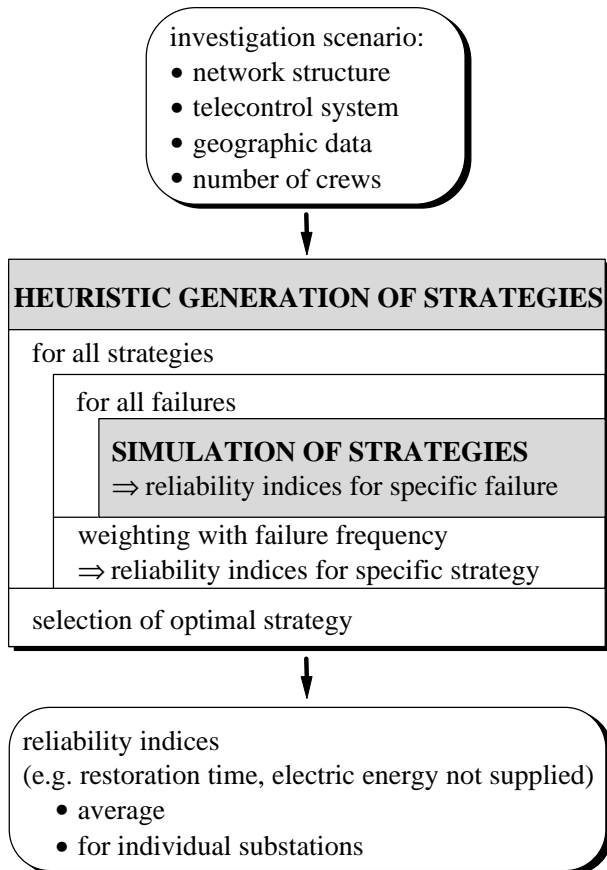 investigation scenario:
• network structure
• telecontrol system
• geographic data
• number of crews
HEURISTIC GENERATION OF STRATEGIES
for all strategies
for all failures
SIMULATION OF STRATEGIES
⇒ reliability indices for specific failure
weighting with failure frequency
⇒ reliability indices for specific strategy
selection of optimal strategy
reliability indices
(e.g. restoration time, electric energy not supplied)
• average
• for individual substations